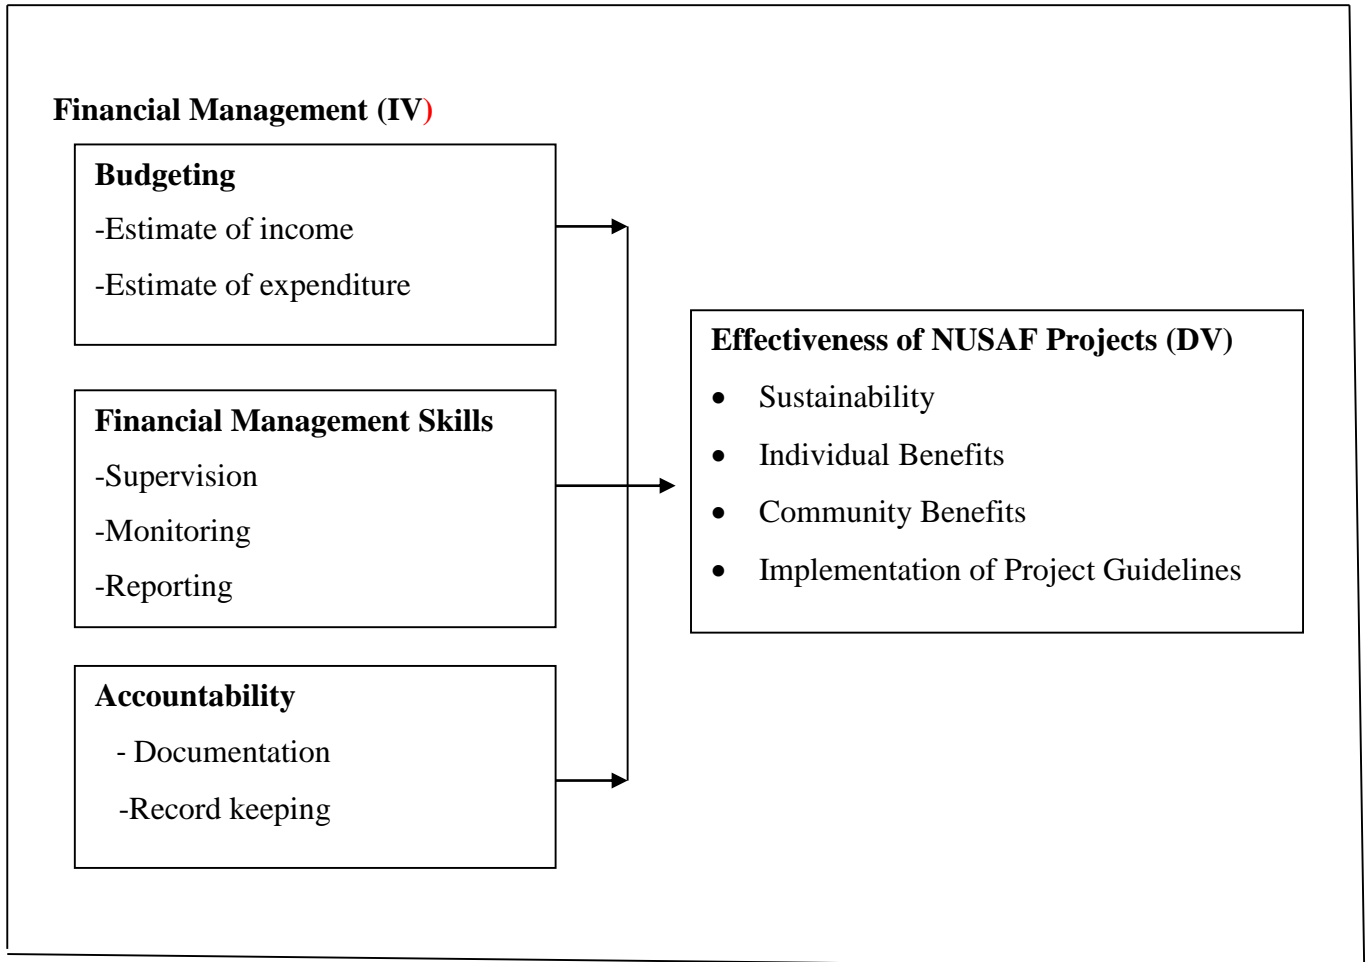 Financial Management (IV)
Budgeting
-Estimate of income
-Estimate of expenditure
Financial Management Skills
-Supervision
-Monitoring
-Reporting
Accountability
- Documentation
-Record keeping
Effectiveness of NUSAF Projects (DV)
• Sustainability
• Individual Benefits
• Community Benefits
• Implementation of Project Guidelines